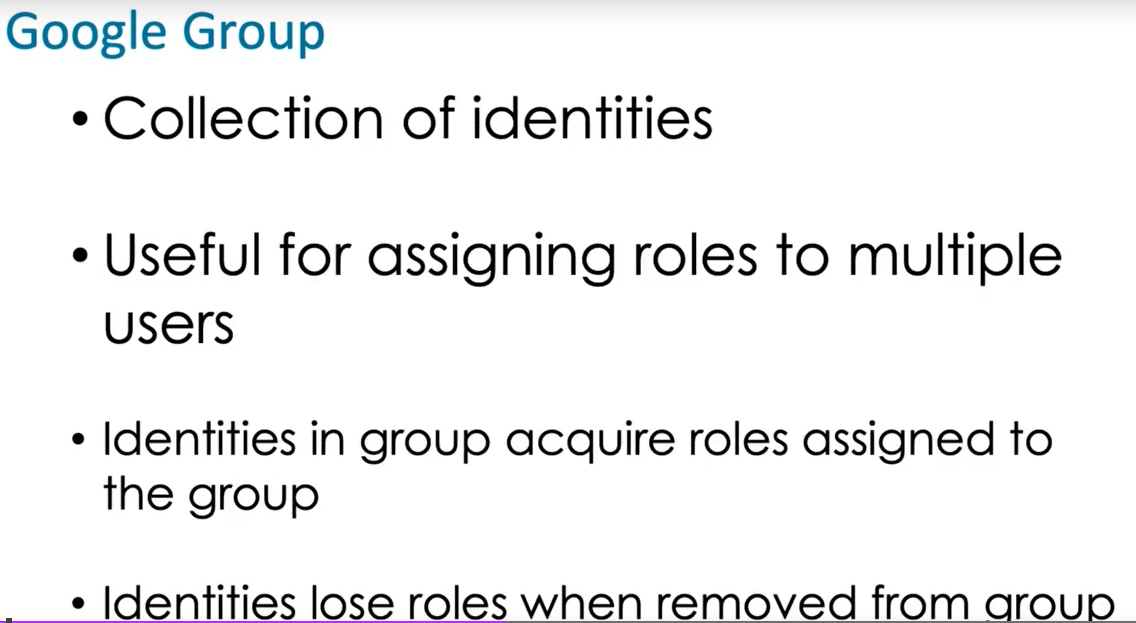 Google Group
• Collection of identities
• Useful for assigning roles to multiple
users
• Identities in group acquire roles assigned to
the group
• Identities lose roles when removed from group